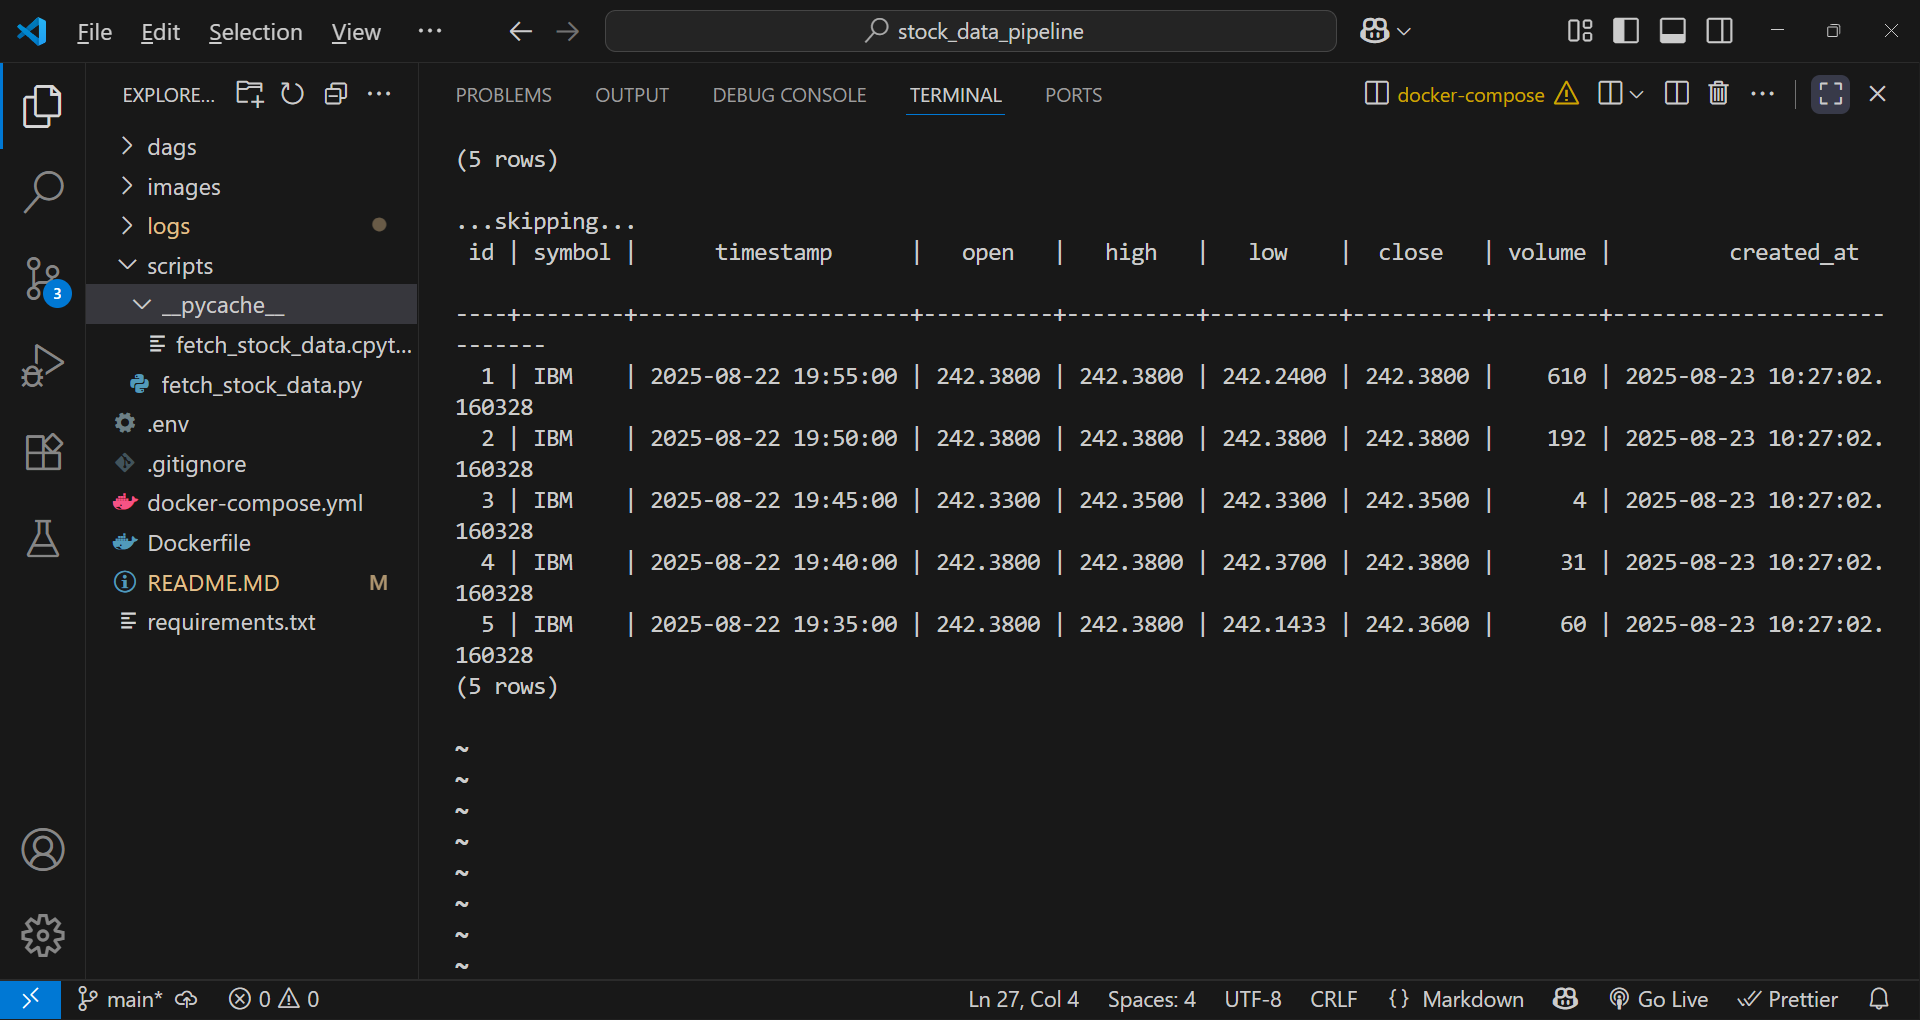 File Edit Selection View ··· stock_data_pipeline
EXPLORE... ···
dags
images
logs
scripts
__pycache__
fetch_stock_data.cpyt...
fetch_stock_data.py
.env
.gitignore
docker-compose.yml
Dockerfile
README.MD M
requirements.txt
3
PROBLEMS OUTPUT DEBUG CONSOLE TERMINAL PORTS docker-compose ···
(5 rows)
...skipping...
id | symbol | timestamp | open | high | low | close | volume | created_at
----+--------+---------------------+----------+----------+----------+----------+--------+---------------------
-------
1 | IBM | 2025-08-22 19:55:00 | 242.3800 | 242.3800 | 242.2400 | 242.3800 | 610 | 2025-08-23 10:27:02.
160328
2 | IBM | 2025-08-22 19:50:00 | 242.3800 | 242.3800 | 242.3800 | 242.3800 | 192 | 2025-08-23 10:27:02.
160328
3 | IBM | 2025-08-22 19:45:00 | 242.3300 | 242.3500 | 242.3300 | 242.3500 | 4 | 2025-08-23 10:27:02.
160328
4 | IBM | 2025-08-22 19:40:00 | 242.3800 | 242.3800 | 242.3700 | 242.3800 | 31 | 2025-08-23 10:27:02.
160328
5 | IBM | 2025-08-22 19:35:00 | 242.3800 | 242.3800 | 242.1433 | 242.3600 | 60 | 2025-08-23 10:27:02.
160328
(5 rows)
~
~
~
~
~
~
~
~
main* 0 0 Ln 27, Col 4 Spaces: 4 UTF-8 CRLF {} Markdown Go Live Prettier